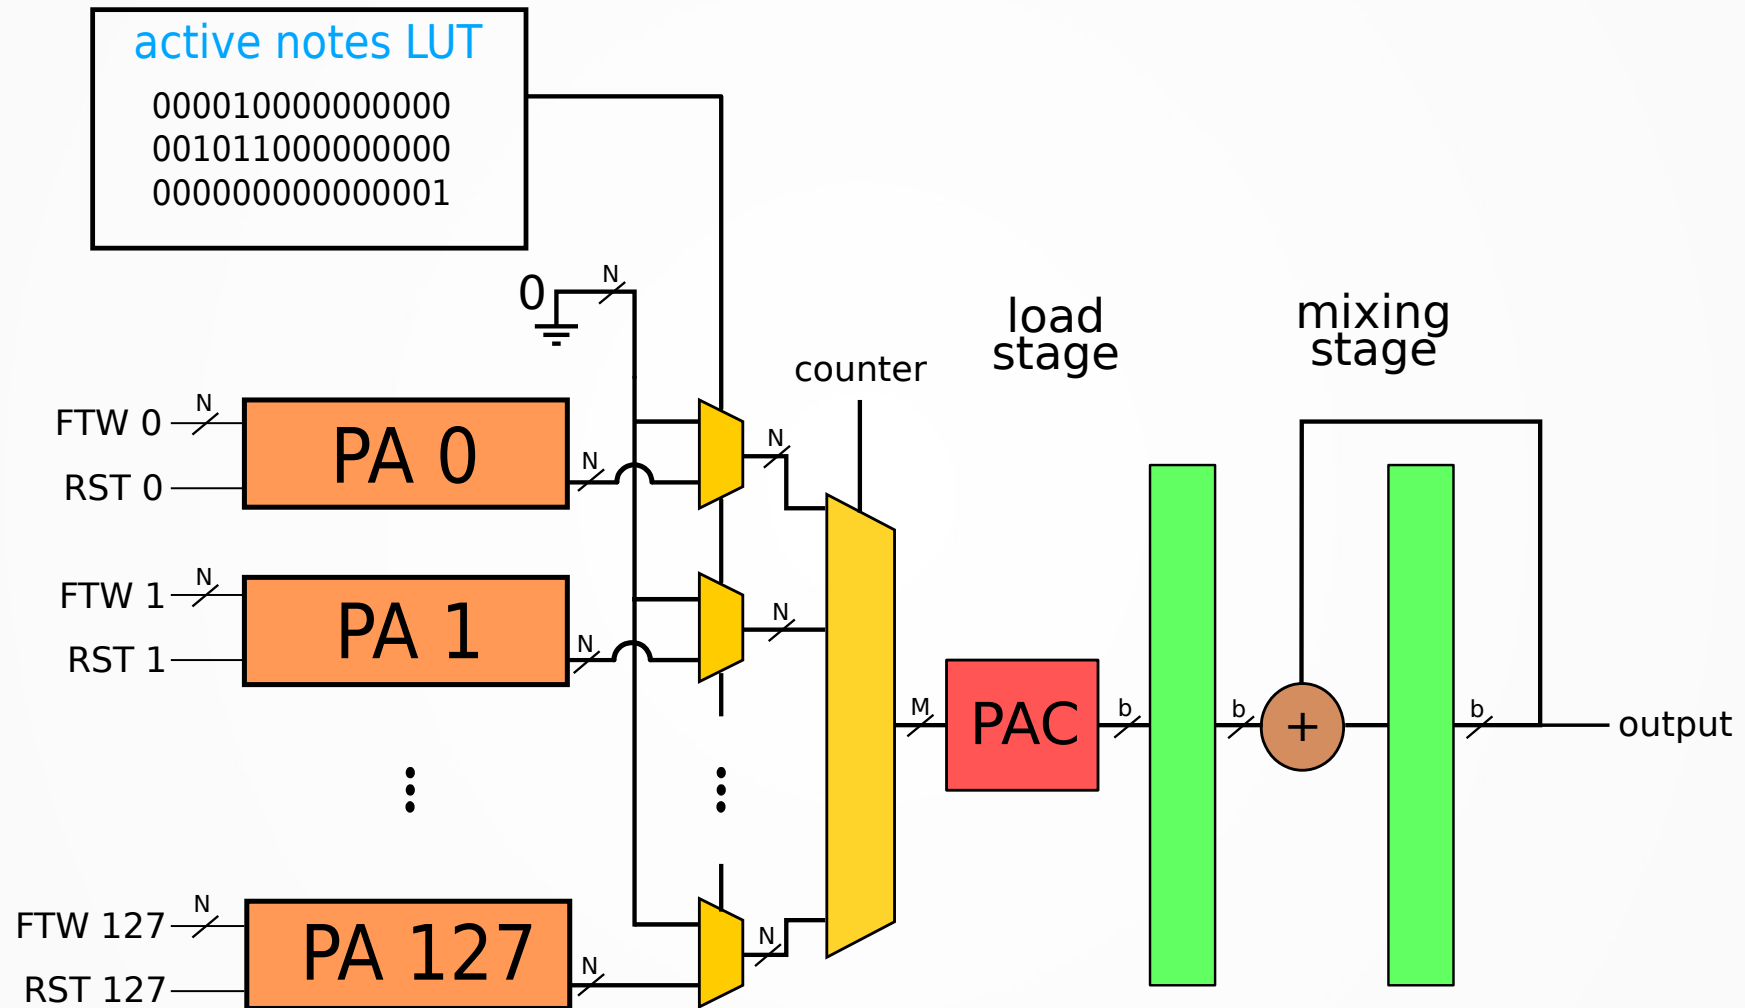 active notes LUT
000010000000000
001011000000000
000000000000001
0
N
load
stage
mixing
stage
counter
FTW 0
N
PA 0
RST 0
N
N
FTW 1
N
PA 1
RST 1
N
N
M
PAC
b
b
+
b
output
FTW 127
N
PA 127
RST 127
N
N